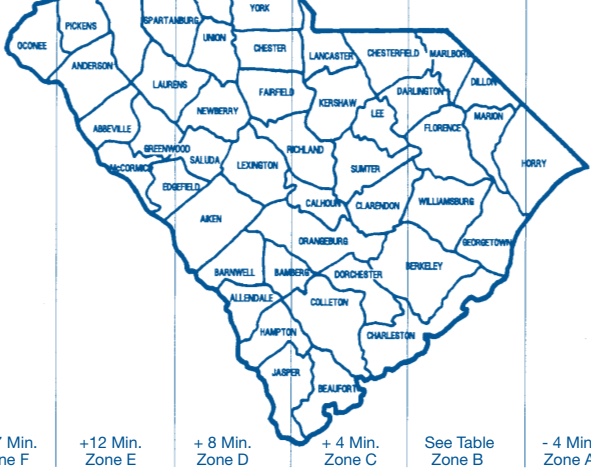 YORK
PICKENS
SPARTANBURG
UNION
OCONEE
CHESTER
LANCASTER
CHESTERFIELD
MARLBORO
ANDERSON
LAURENS
DILLON
FAIRFIELD
DARLINGTON
KERSHAW
NEWBERRY
LEE
MARION
ABBEVILLE
FLORENCE
GREENWOOD
RICHLAND
SALUDA
LEXINGTON
HORRY
McCORMICK
SUMTER
EDGEFIELD
CALHOUN
CLARENDON
WILLIAMSBURG
AIKEN
ORANGEBURG
GEORGETOWN
BERKELEY
BARNWELL
BAMBERG
DORCHESTER
ALLENDALE
COLLETON
HAMPTON
CHARLESTON
JASPER
BEAUFORT
7 Min. +12 Min. + 8 Min. + 4 Min. See Table - 4 Min
ne F Zone E Zone D Zone C Zone B Zone A